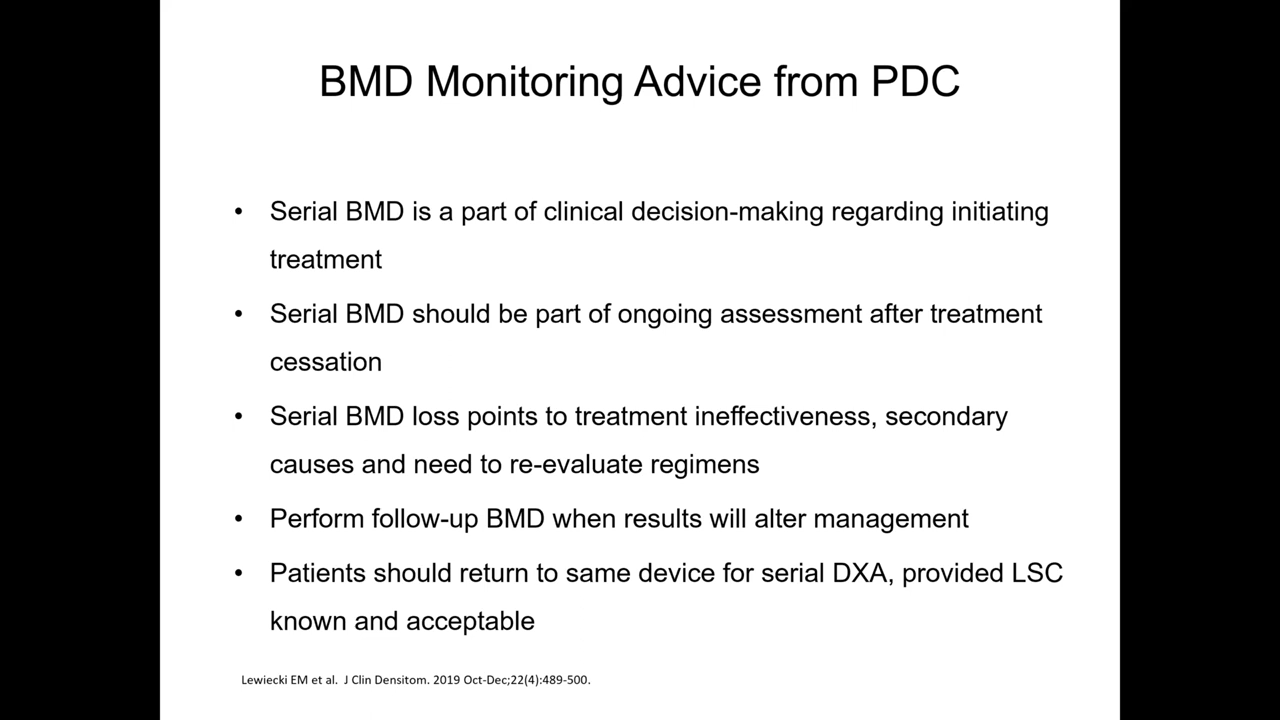 BMD Monitoring Advice from PDC
• Serial BMD is a part of clinical decision-making regarding initiating
treatment
• Serial BMD should be part of ongoing assessment after treatment
cessation
• Serial BMD loss points to treatment ineffectiveness, secondary
causes and need to re-evaluate regimens
• Perform follow-up BMD when results will alter management
• Patients should return to same device for serial DXA, provided LSC
known and acceptable
Lewiecki EM et al. J Clin Densitom. 2019 Oct-Dec;22(4):489-500.